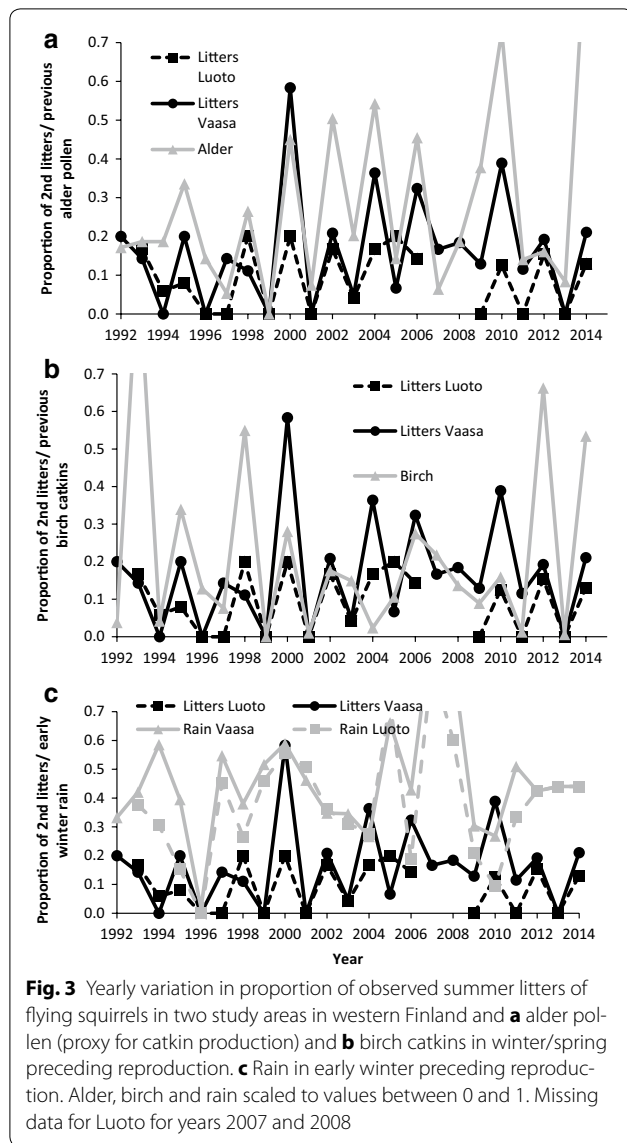 a
0.7
0.6
0.5
0.4
0.3
0.2
0.1
0.0
Proportion of 2nd litters/ previous
alder pollen
Litters
Luoto
Litters
Vaasa
Alder
1992 1994 1996 1998 2000 2002 2004 2006 2008 2010 2012 2014
b
0.7
0.6
0.5
0.4
0.3
0.2
0.1
0.0
Proportion of 2nd litters/previous
birch catkins
Litters Luoto
Litters Vaasa
Birch
1992 1994 1996 1998 2000 2002 2004 2006 2008 2010 2012 2014
c
Litters Luoto Litters Vaasa
Rain Vaasa Rain Luoto
0.7
0.6
0.5
0.4
0.3
0.2
0.1
0.0
Proportion of 2nd litters/ early
winter rain
1992 1994 1996 1998 2000 2002 2004 2006 2008 2010 2012 2014
Year
Fig. 3 Yearly variation in proportion of observed summer litters of
flying squirrels in two study areas in western Finland and a alder pol-
len (proxy for catkin production) and b birch catkins in winter/spring
preceding reproduction. c Rain in early winter preceding reproduc-
tion. Alder, birch and rain scaled to values between 0 and 1. Missing
data for Luoto for years 2007 and 2008